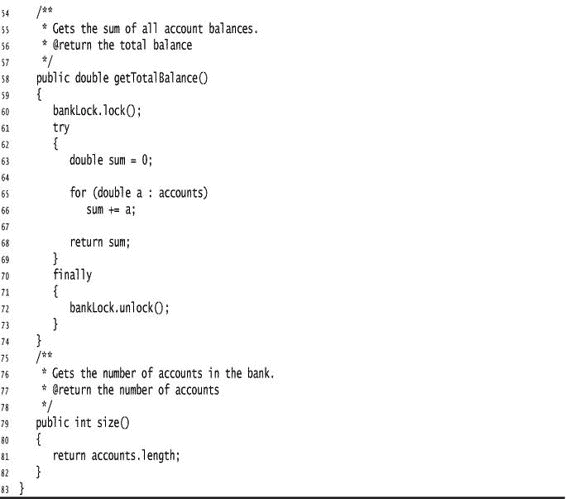 54 /**
55 * Gets the sum of all account balances.
56 * @return the total balance
57 */
58 public double getTotalBalance()
59 {
60 bankLock.lock();
61 try
62 {
63 double sum = 0;
64
65 for (double a : accounts)
66 sum += a;
67
68 return sum;
69 }
70 finally
71 {
72 bankLock.unlock();
73 }
74 }
75 /**
76 * Gets the number of accounts in the bank.
77 * @return the number of accounts
78 */
79 public int size()
80 {
81 return accounts.length;
82 }
83 }